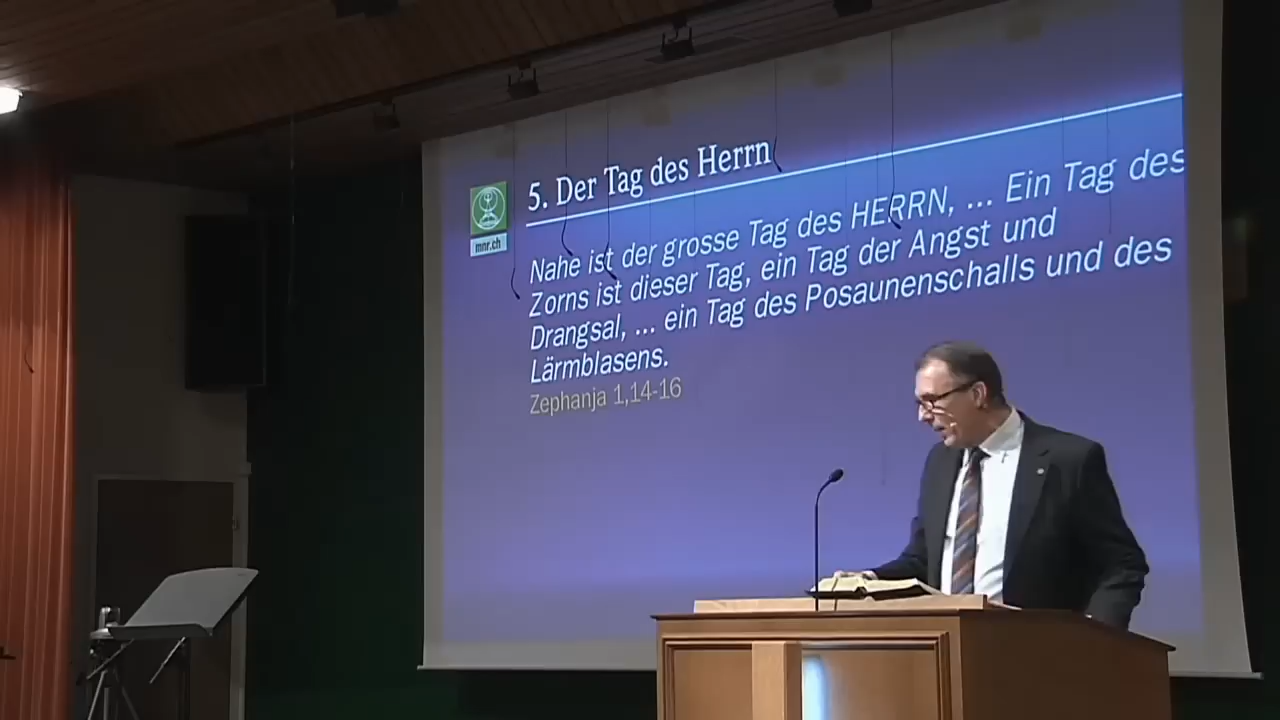 5. Der Tag des Herrn
mnr.ch
Nahe ist der grosse Tag des HERRN, ... Ein Tag des
Zorns ist dieser Tag, ein Tag der Angst und
Drangsal, ... ein Tag des Posaunenschalls und des
Lärmblasens.
Zephanja 1,14-16